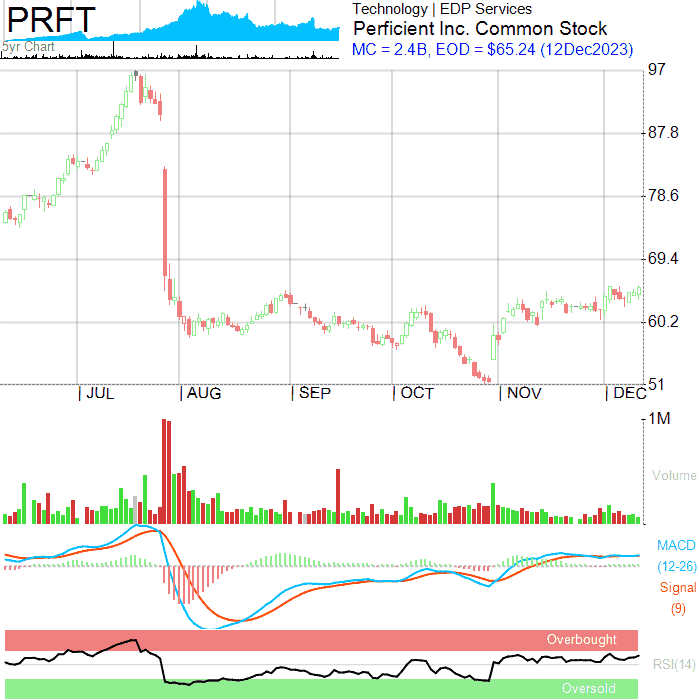 PRFT
5yr Chart
Technology | EDP Services
Perficient Inc. Common Stock
MC = 2.4B, EOD = $65.24 (12Dec2023)
97
87.8
78.6
69.4
60.2
51
JUL AUG SEP OCT NOV DEC
1M
Volume
MACD
(12-26)
Signal
(9)
Overbought
RSI(14)
Oversold